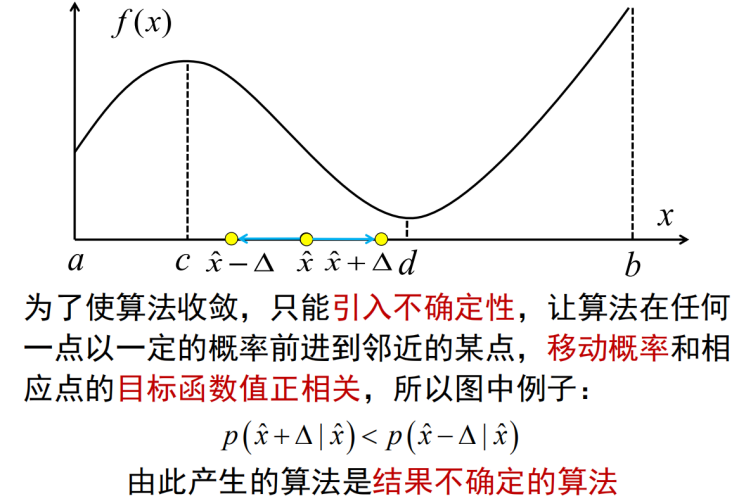 f(x)
x
a c x̂−Δ x̂ x̂+Δ d b
为了使算法收敛，只能引入不确定性，让算法在任何
一点以一定的概率前进到邻近的某点，移动概率和相
应点的目标函数值正相关，所以图中例子：
p(x̂+Δ|x̂)<p(x̂−Δ|x̂)
由此产生的算法是结果不确定的算法